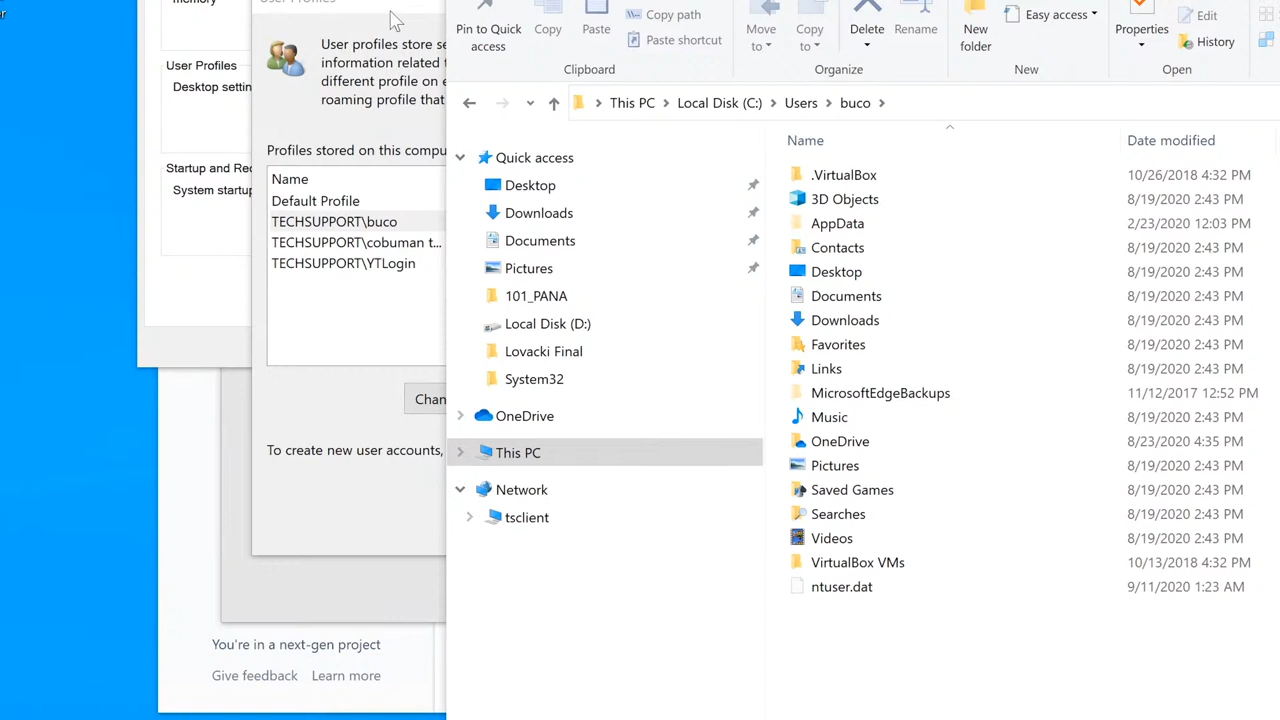 er
memory
User Profiles
Desktop settin
Startup and Rec
System startup
User Profiles
User profiles store se
information related t
different profile on e
roaming profile that
Profiles stored on this compu
Name
Default Profile
TECHSUPPORT\buco
TECHSUPPORT\cobuman t...
TECHSUPPORT\YTLogin
Chan
To create new user accounts,
You're in a next-gen project
Give feedback
Learn more
Pin to Quick
access
Copy
Paste
Copy path
Paste shortcut
Clipboard
Move
to
Copy
to
Delete
Rename
Organize
New
folder
Easy access
New
Properties
Edit
History
Open
This PC
Local Disk (C:)
Users
buco
Quick access
Desktop
Downloads
Documents
Pictures
101_PANA
Local Disk (D:)
Lovacki Final
System32
OneDrive
This PC
Network
tsclient
Name Date modified
.VirtualBox 10/26/2018 4:32 PM
3D Objects 8/19/2020 2:43 PM
AppData 2/23/2020 12:03 PM
Contacts 8/19/2020 2:43 PM
Desktop 8/19/2020 2:43 PM
Documents 8/19/2020 2:43 PM
Downloads 8/19/2020 2:43 PM
Favorites 8/19/2020 2:43 PM
Links 8/19/2020 2:43 PM
MicrosoftEdgeBackups 11/12/2017 12:52 PM
Music 8/19/2020 2:43 PM
OneDrive 8/23/2020 4:35 PM
Pictures 8/19/2020 2:43 PM
Saved Games 8/19/2020 2:43 PM
Searches 8/19/2020 2:43 PM
Videos 8/19/2020 2:43 PM
VirtualBox VMs 10/13/2018 4:32 PM
ntuser.dat 9/11/2020 1:23 AM